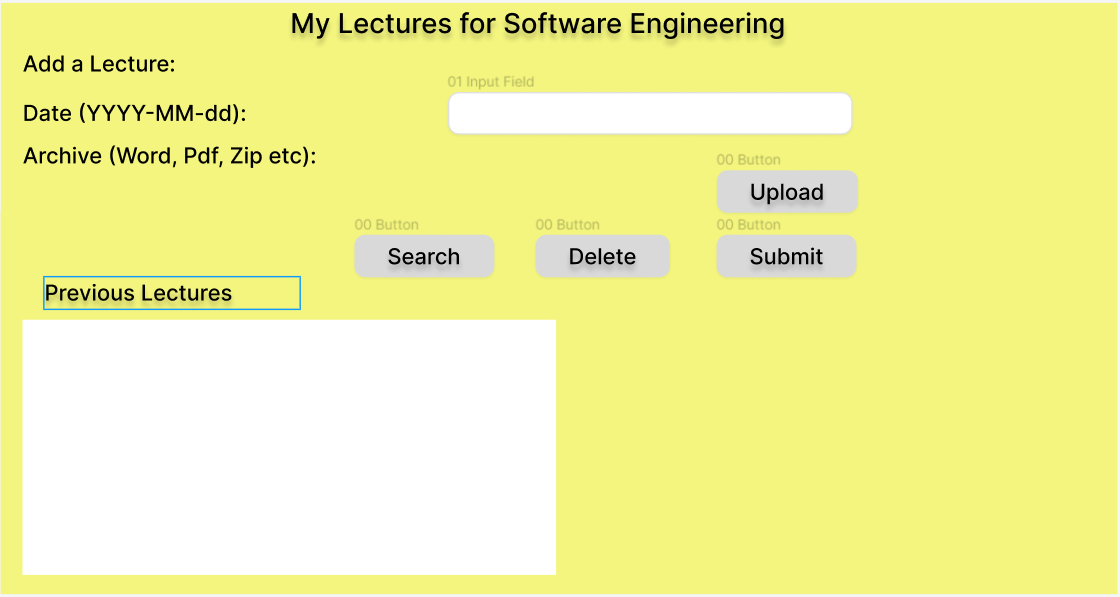 My Lectures for Software Engineering
Add a Lecture:
01 Input Field
Date (YYYY-MM-dd):
Archive (Word, Pdf, Zip etc):
00 Button
Upload
00 Button
00 Button
00 Button
Search
Delete
Submit
Previous Lectures